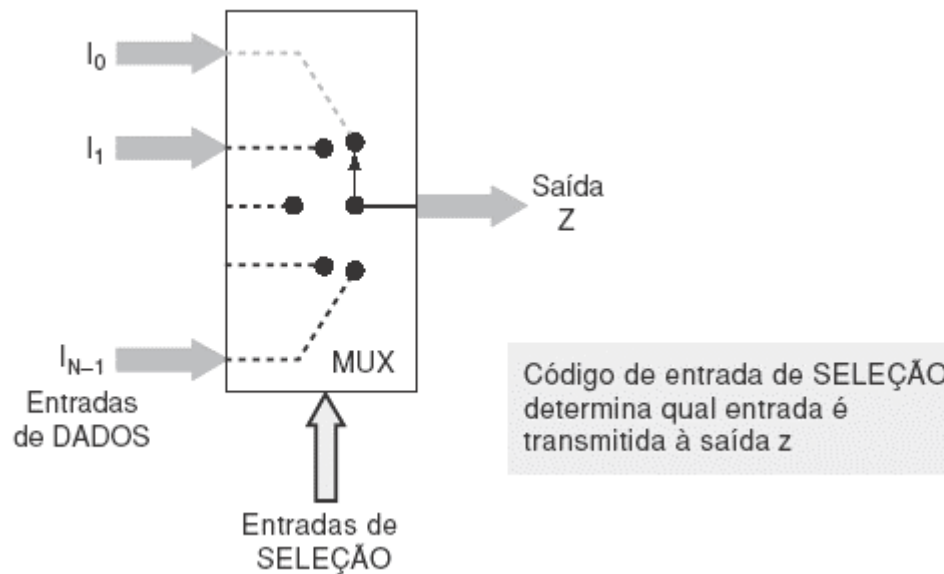 I₀
I₁
Saída
Z
I_N–1
MUX
Entradas
de DADOS
Código de entrada de SELEÇÃO
determina qual entrada é
transmitida à saída z
Entradas de
SELEÇÃO